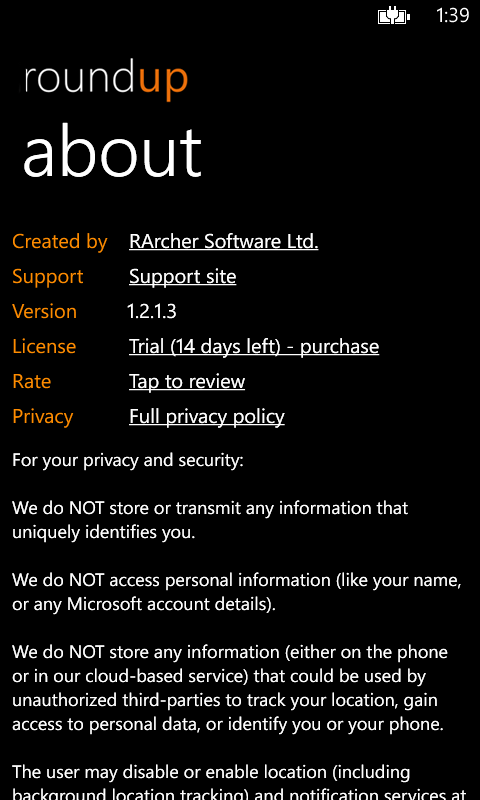 1:39
roundup
about
Created by RArcher Software Ltd.
Support Support site
Version 1.2.1.3
License Trial (14 days left) - purchase
Rate Tap to review
Privacy Full privacy policy
For your privacy and security:
We do NOT store or transmit any information that
uniquely identifies you.
We do NOT access personal information (like your name,
or any Microsoft account details).
We do NOT store any information (either on the phone
or in our cloud-based service) that could be used by
unauthorized third-parties to track your location, gain
access to personal data, or identify you or your phone.
The user may disable or enable location (including
background location tracking) and notification services at